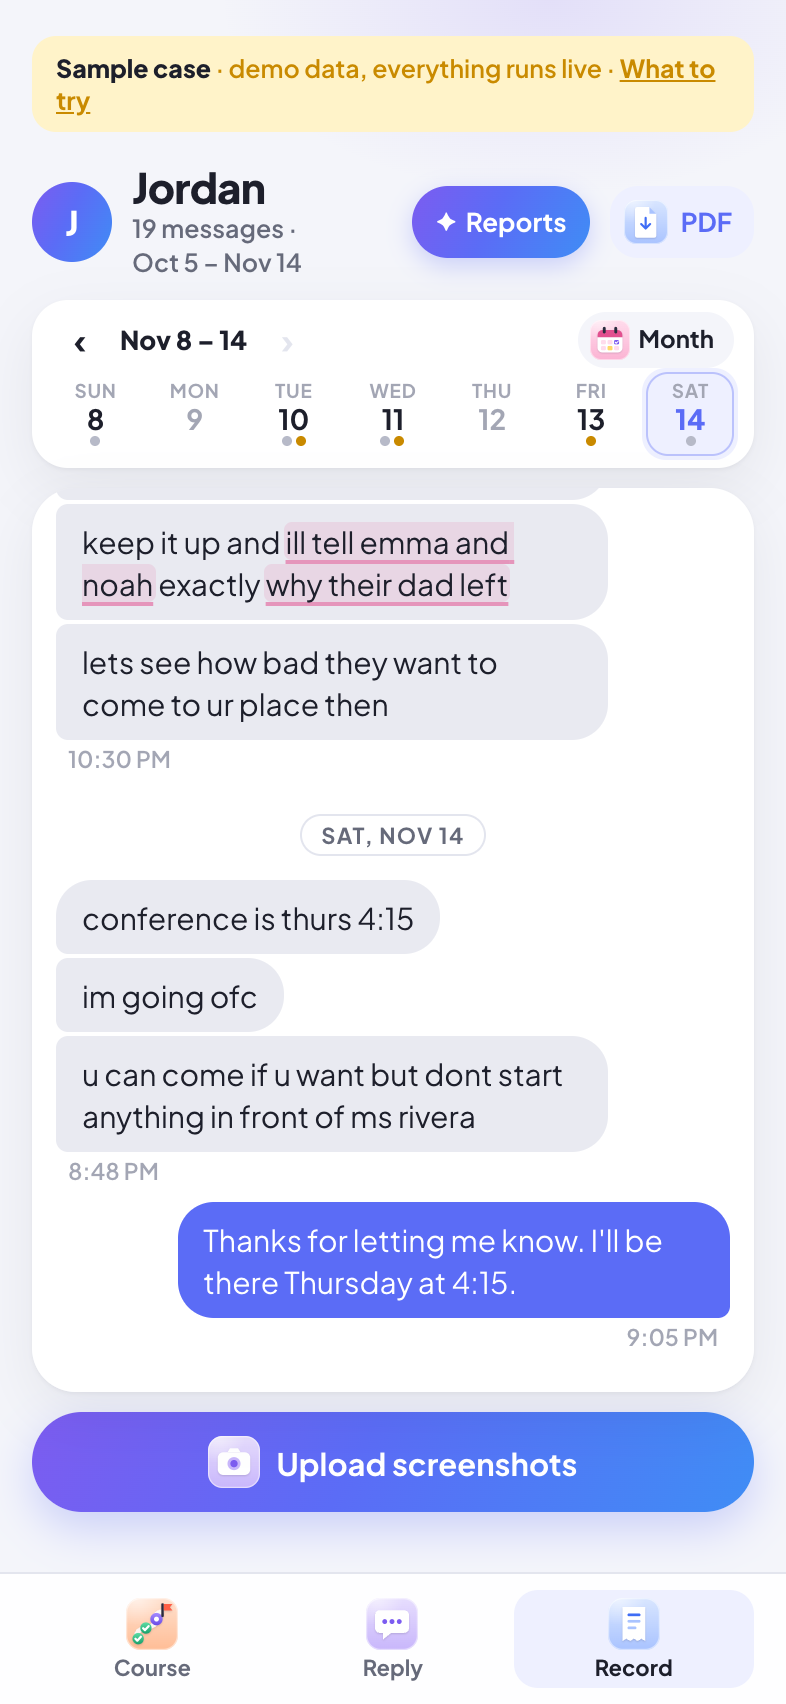 Sample case · demo data, everything runs live · What to
try
J
Jordan
19 messages ·
Oct 5 – Nov 14
Reports
PDF
‹ Nov 8 – 14 ›
Month
SUN MON TUE WED THU FRI SAT
8 9 10 11 12 13 14
keep it up and ill tell emma and
noah exactly why their dad left
lets see how bad they want to
come to ur place then
10:30 PM
SAT, NOV 14
conference is thurs 4:15
im going ofc
u can come if u want but dont start
anything in front of ms rivera
8:48 PM
Thanks for letting me know. I'll be
there Thursday at 4:15.
9:05 PM
Upload screenshots
Course
Reply
Record